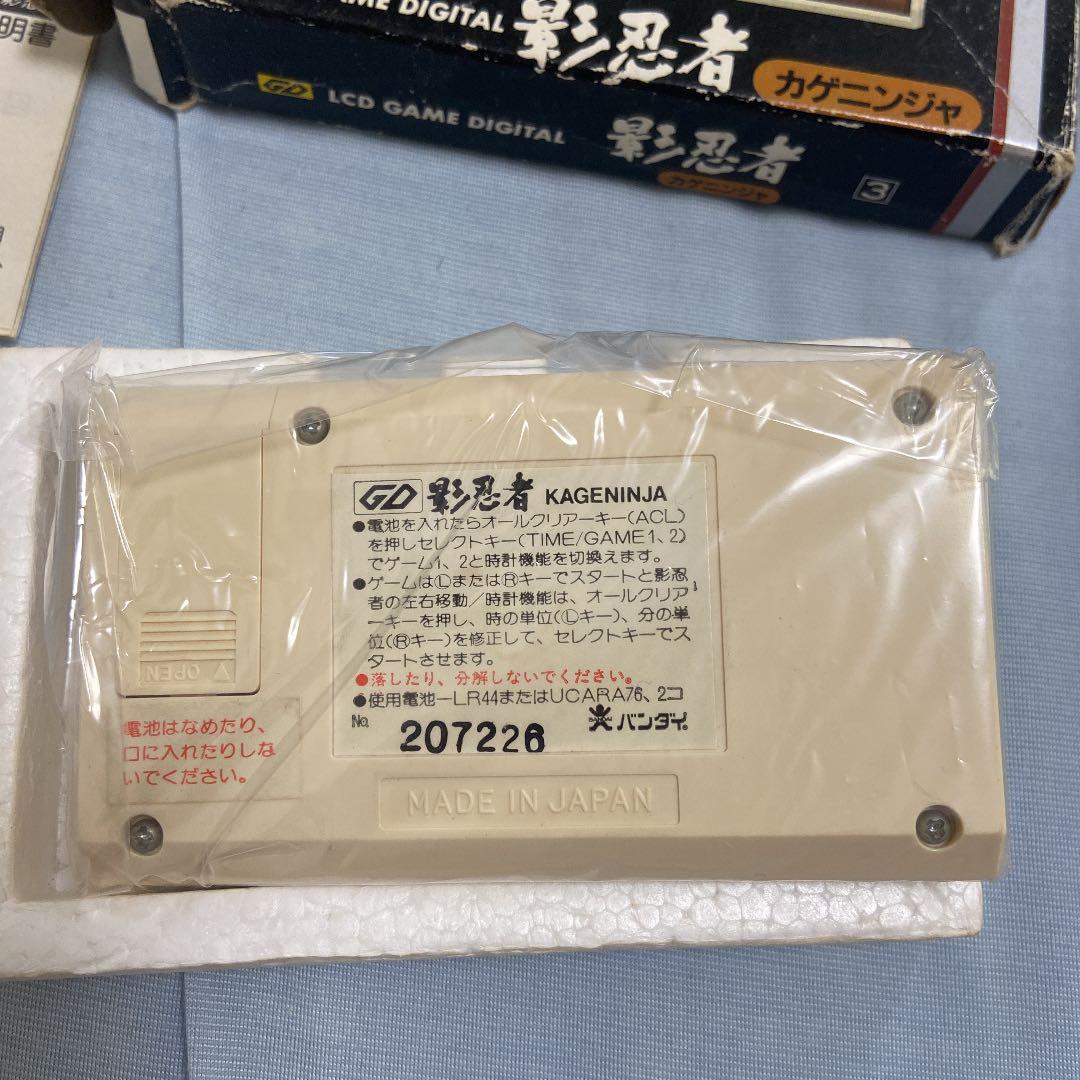 明書
GAME DIGITAL 影忍者 カゲニンジャ
GD LCD GAME DIGITAL 影忍者 カゲニンジャ 3
GD 影忍者 KAGENINJA
●電池を入れたらオールクリアーキー(ACL)
を押しセレクトキー(TIME/GAME1、2)
でゲーム1、2と時計機能を切換えます。
●ゲームはⓁまたはⓇキーでスタートと影忍
者の左右移動/時計機能は、オールクリア
ーキーを押し、時の単位(Ⓛキー)、分の単
位(Ⓡキー)を修正して、セレクトキーでス
タートさせます。
●落したり、分解しないでください。
●使用電池—LR44またはUCARA76、2コ
No. 207226 BANDAI バンダイ
OPEN
電池はなめたり、
口に入れたりしな
いでください。
MADE IN JAPAN